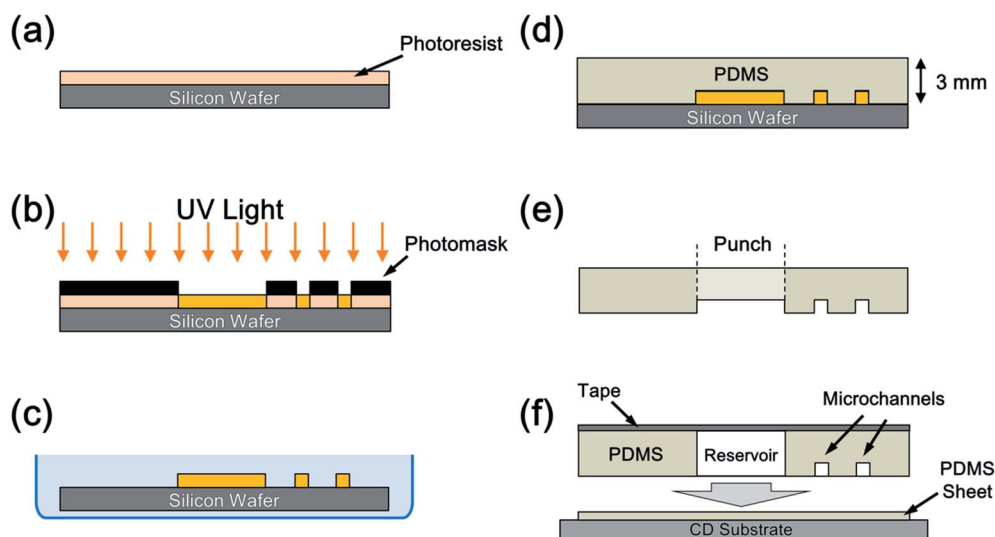 (a)
Photoresist
Silicon Wafer
(b)
UV Light
Photomask
Silicon Wafer
(c)
Silicon Wafer
(d)
PDMS
3 mm
Silicon Wafer
(e)
Punch
(f)
Tape
Microchannels
PDMS
Reservoir
PDMS
Sheet
CD Substrate